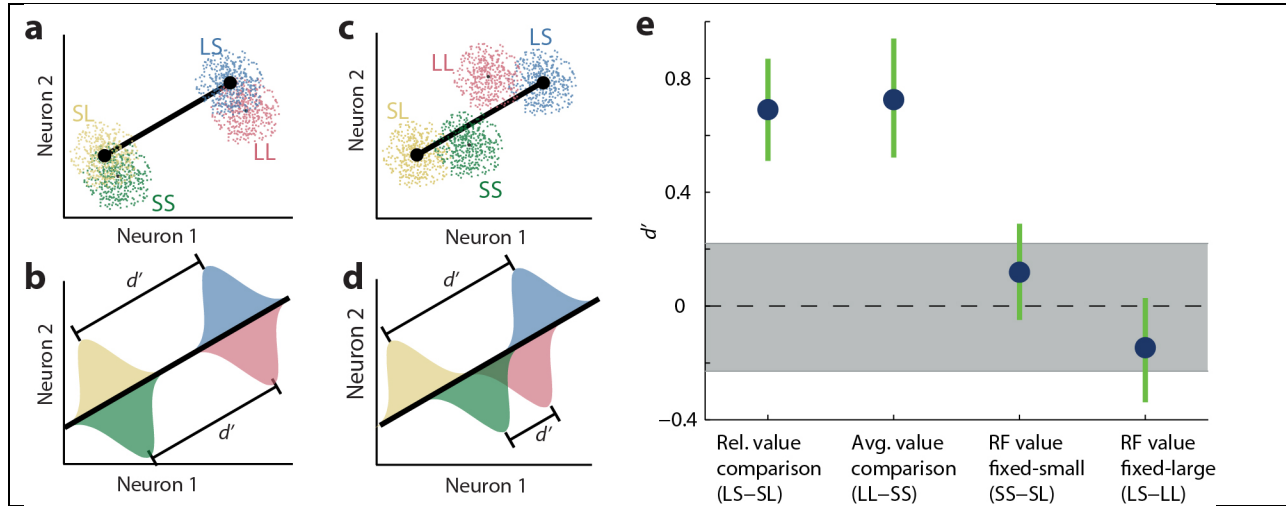 a
LS
SL
LL
SS
Neuron 2
Neuron 1
c
LL
LS
SL
SS
Neuron 2
Neuron 1
b
d′
d′
Neuron 2
Neuron 1
d
d′
d′
Neuron 2
Neuron 1
e
0.8
0.4
0
−0.4
d′
Rel. value
comparison
(LS−SL)
Avg. value
comparison
(LL−SS)
RF value
fixed-small
(SS−SL)
RF value
fixed-large
(LS−LL)